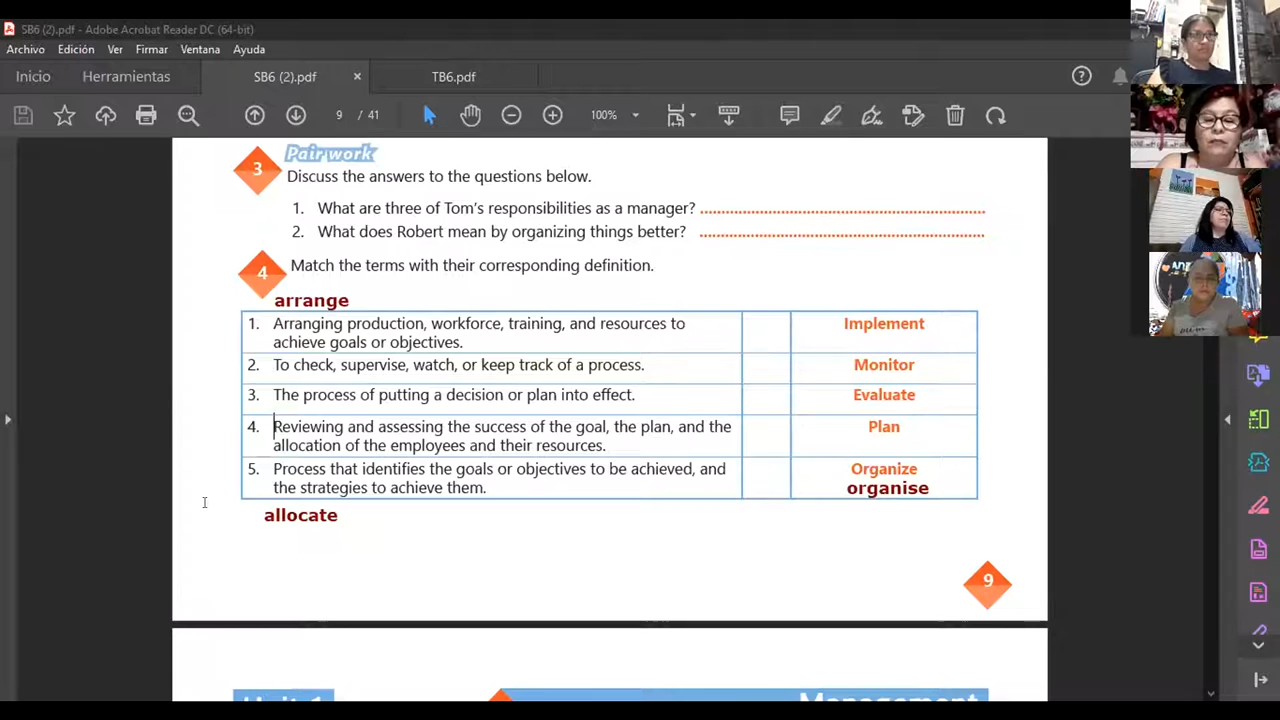 SB6 (2).pdf - Adobe Acrobat Reader DC (64-bit)
Archivo Edición Ver Firmar Ventana Ayuda
Inicio Herramientas SB6 (2).pdf × TB6.pdf
9 / 41 100%
3 Pair work
Discuss the answers to the questions below.
1. What are three of Tom's responsibilities as a manager?
2. What does Robert mean by organizing things better?
4 Match the terms with their corresponding definition.
arrange
1. Arranging production, workforce, training, and resources to
achieve goals or objectives.
Implement
2. To check, supervise, watch, or keep track of a process.
Monitor
3. The process of putting a decision or plan into effect.
Evaluate
4. Reviewing and assessing the success of the goal, the plan, and the
allocation of the employees and their resources.
Plan
5. Process that identifies the goals or objectives to be achieved, and
the strategies to achieve them.
Organize
organise
allocate
9
Unit 1 Management